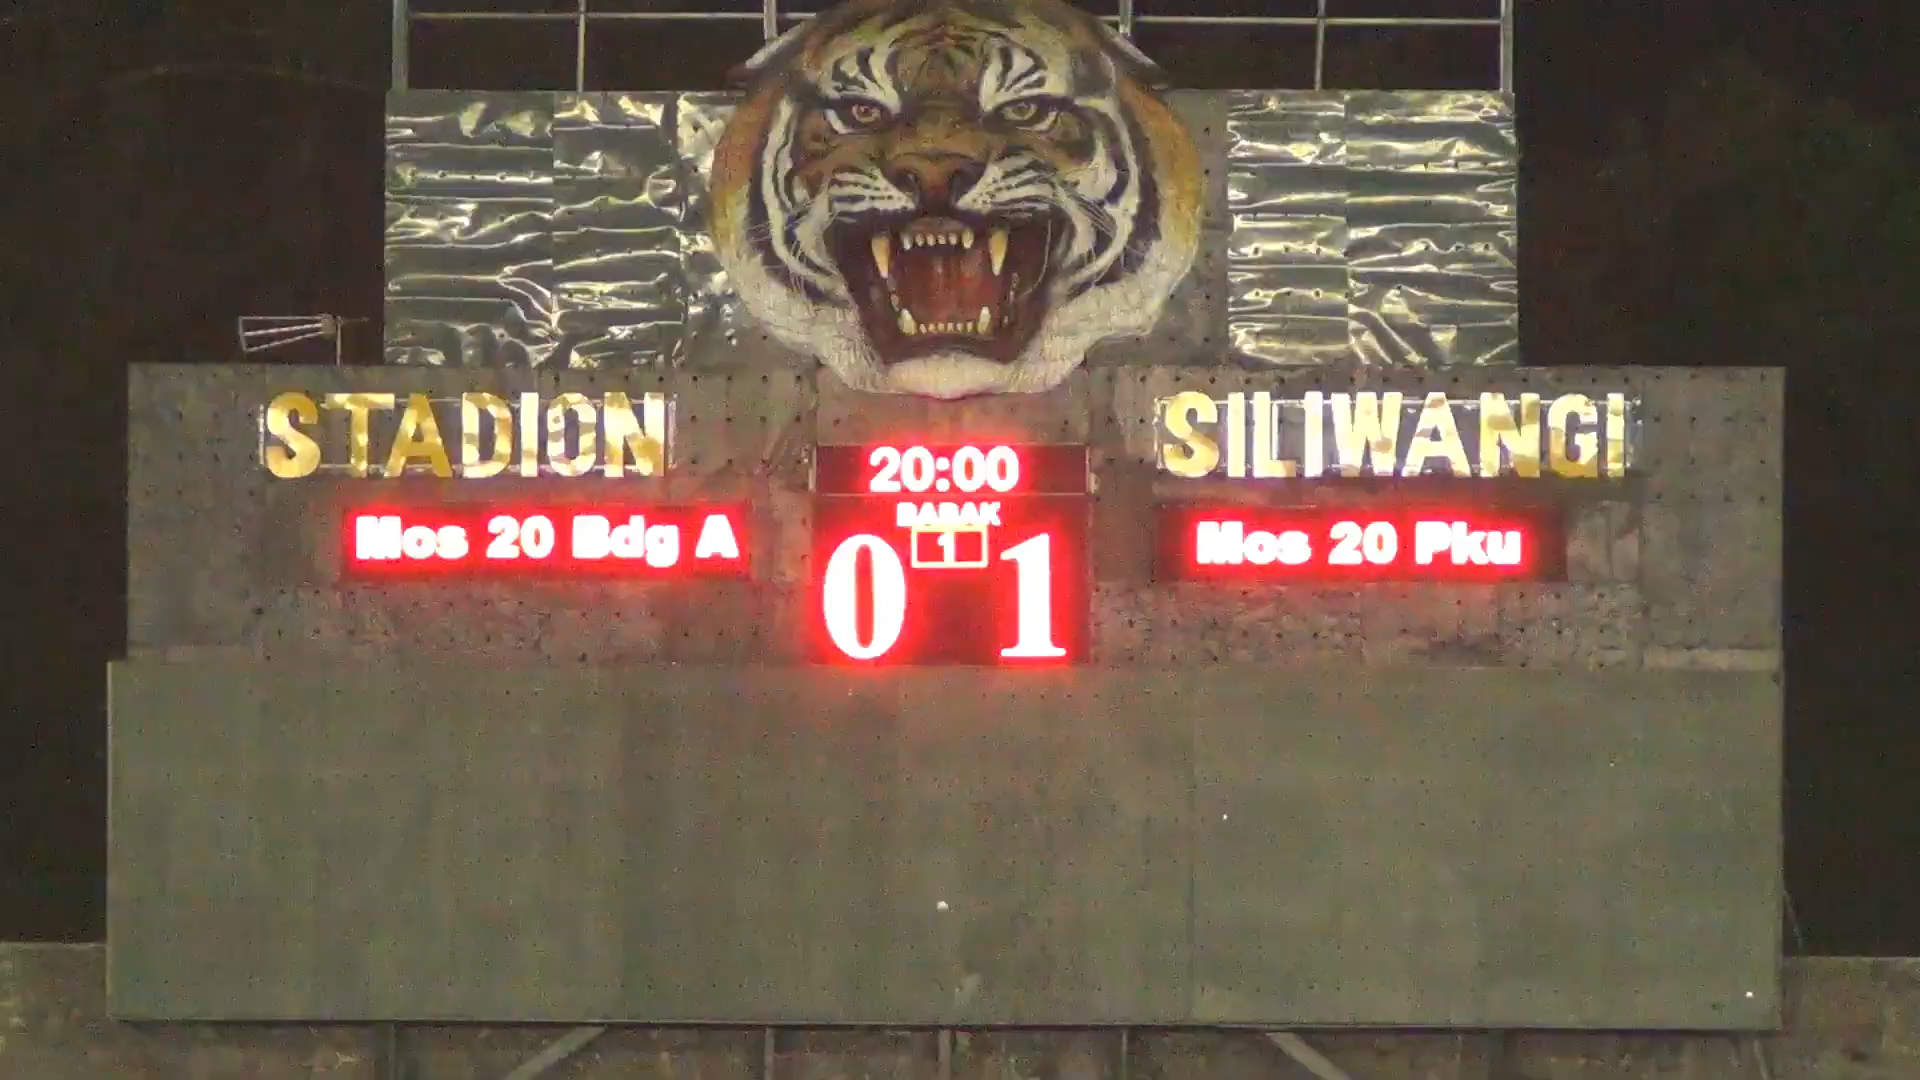 STADION SILIWANGI
20:00
Mos 20 Bdg A
BABAK
1
Mos 20 Pku
0 1